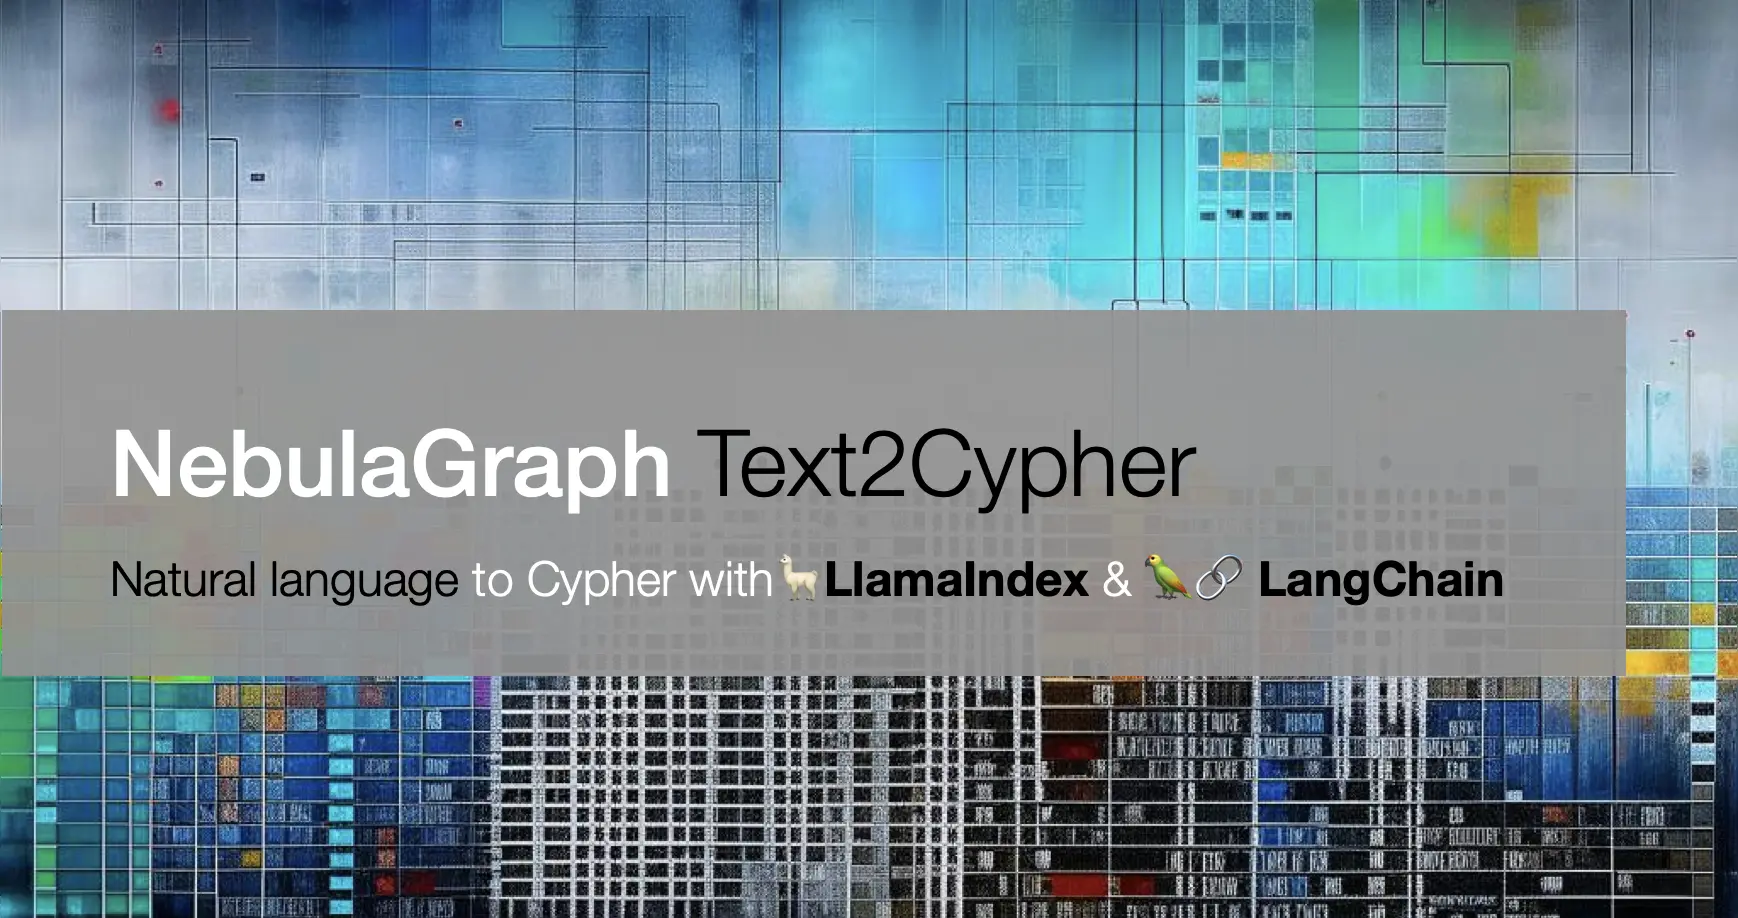 NebulaGraph Text2Cypher
Natural language to Cypher with🦙LlamaIndex & 🦜🔗 LangChain